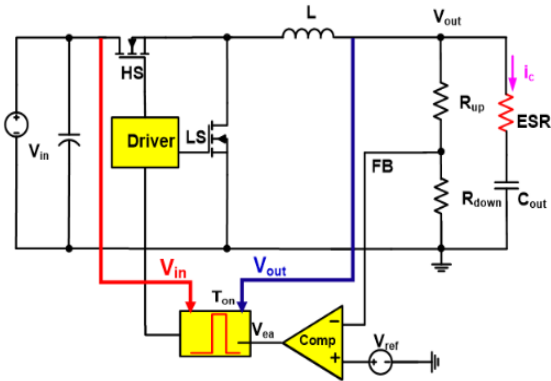 L
Vout
HS
ic
Rup
ESR
Driver
LS
Vin
FB
Rdown
Cout
Vin
Vout
Ton
Vea
Comp
Vref